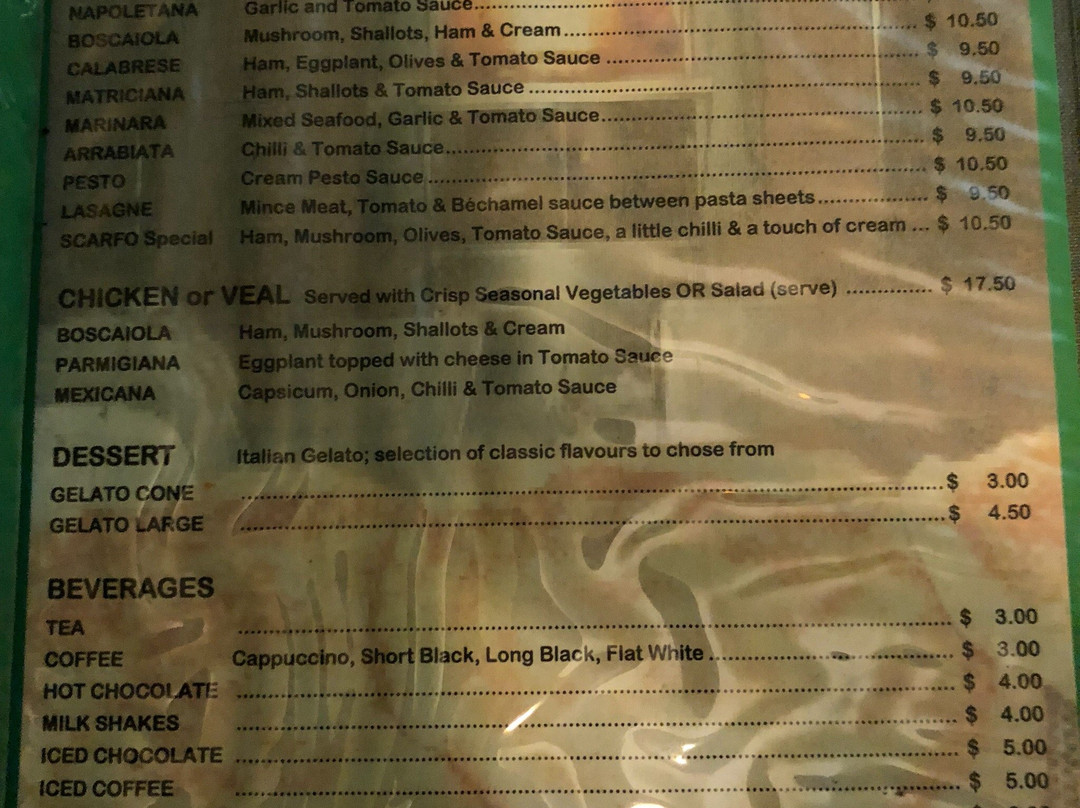 NAPOLETANA Garlic and Tomato Sauce..........
BOSCAIOLA Mushroom, Shallots, Ham & Cream.......... $ 10.50
CALABRESE Ham, Eggplant, Olives & Tomato Sauce .......... $ 9.50
MATRICIANA Ham, Shallots & Tomato Sauce .......... $ 9.50
MARINARA Mixed Seafood, Garlic & Tomato Sauce.......... $ 10.50
ARRABIATA Chilli & Tomato Sauce.......... $ 9.50
PESTO Cream Pesto Sauce .......... $ 10.50
LASAGNE Mince Meat, Tomato & Béchamel sauce between pasta sheets.......... $ 9.50
SCARFO Special Ham, Mushroom, Olives, Tomato Sauce, a little chilli & a touch of cream ... $ 10.50
CHICKEN or VEAL Served with Crisp Seasonal Vegetables OR Salad (serve) .......... $ 17.50
BOSCAIOLA Ham, Mushroom, Shallots & Cream
PARMIGIANA Eggplant topped with cheese in Tomato Sauce
MEXICANA Capsicum, Onion, Chilli & Tomato Sauce
DESSERT Italian Gelato; selection of classic flavours to chose from
GELATO CONE .......... $ 3.00
GELATO LARGE .......... $ 4.50
BEVERAGES
TEA .......... $ 3.00
COFFEE Cappuccino, Short Black, Long Black, Flat White .......... $ 3.00
HOT CHOCOLATE .......... $ 4.00
MILK SHAKES .......... $ 4.00
ICED CHOCOLATE .......... $ 5.00
ICED COFFEE .......... $ 5.00